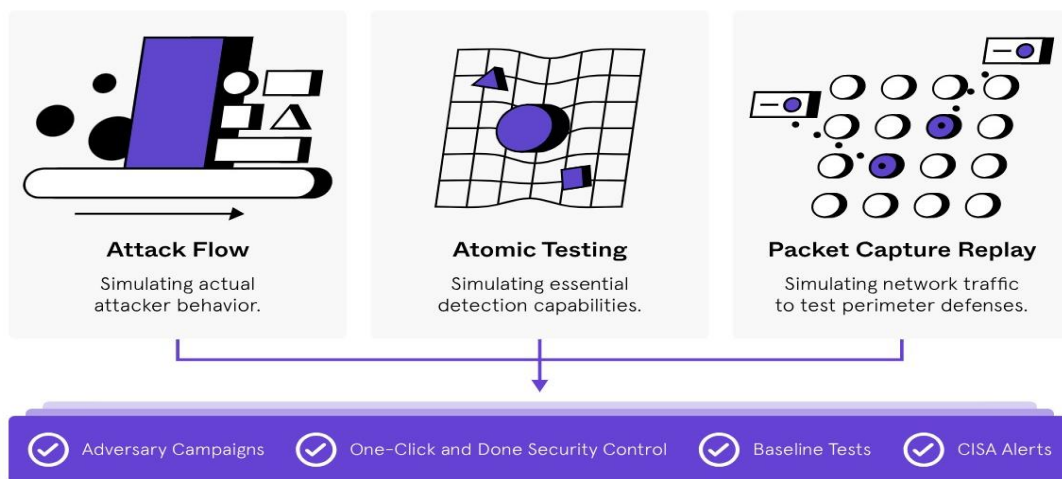 Attack Flow
Simulating actual
attacker behavior.
Atomic Testing
Simulating essential
detection capabilities.
Packet Capture Replay
Simulating network traffic
to test perimeter defenses.
Adversary Campaigns
One-Click and Done Security Control
Baseline Tests
CISA Alerts